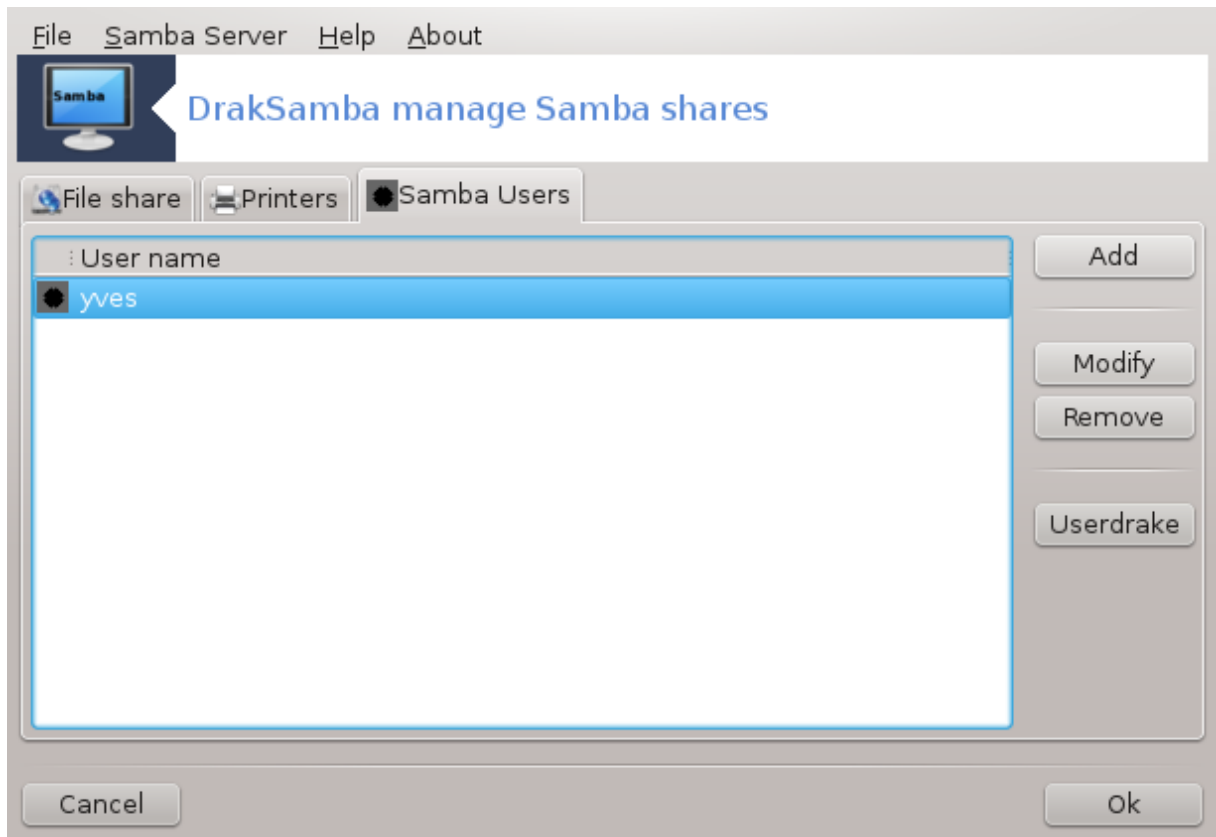 File Samba Server Help About
Samba
DrakSamba manage Samba shares
File share Printers Samba Users
User name
Add
yves
Modify
Remove
Userdrake
Cancel Ok